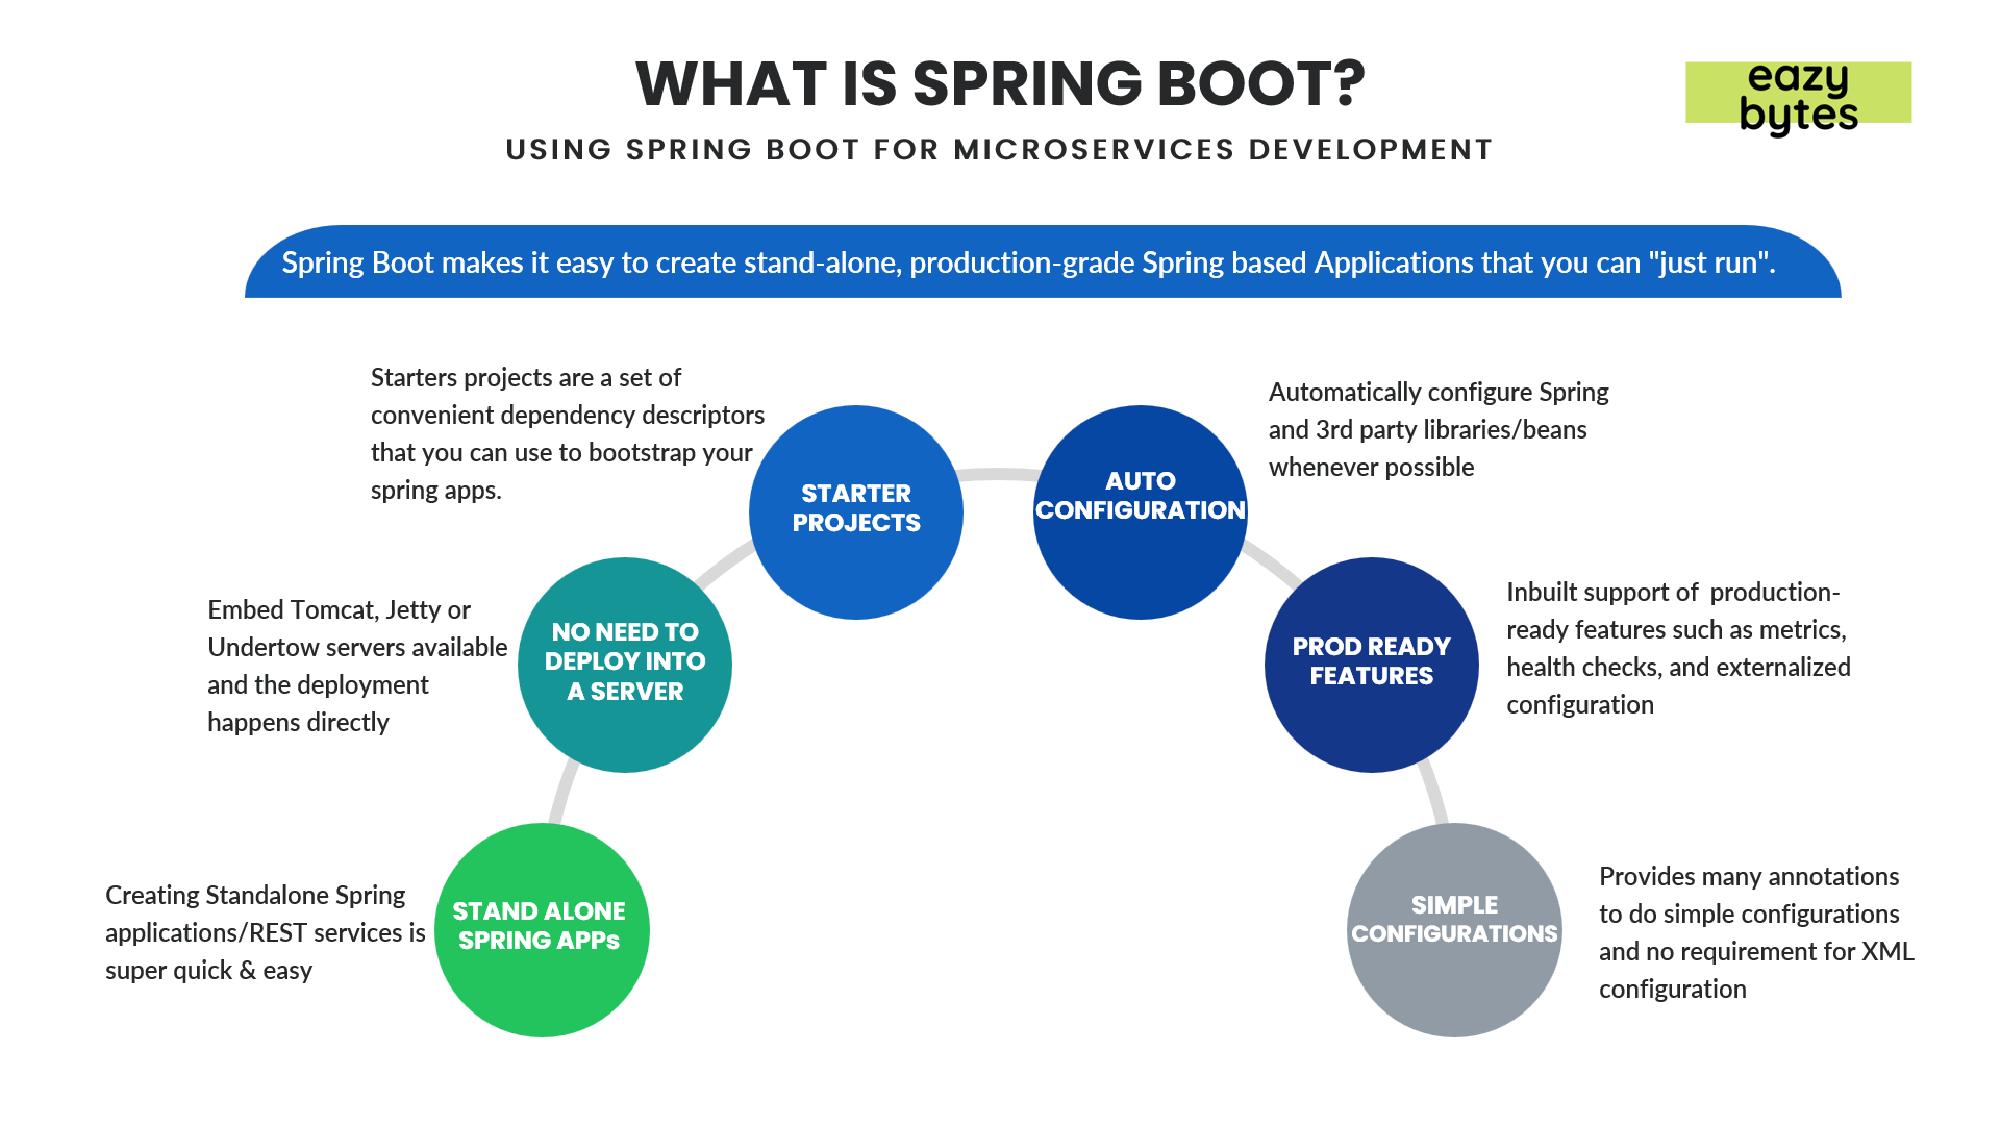 WHAT IS SPRING BOOT?
eazy
bytes
USING SPRING BOOT FOR MICROSERVICES DEVELOPMENT
Spring Boot makes it easy to create stand-alone, production-grade Spring based Applications that you can "just run".
Starters projects are a set of
convenient dependency descriptors
that you can use to bootstrap your
spring apps.
STARTER
PROJECTS
AUTO
CONFIGURATION
Automatically configure Spring
and 3rd party libraries/beans
whenever possible
Embed Tomcat, Jetty or
Undertow servers available
and the deployment
happens directly
NO NEED TO
DEPLOY INTO
A SERVER
PROD READY
FEATURES
Inbuilt support of  production-
ready features such as metrics,
health checks, and externalized
configuration
Creating Standalone Spring
applications/REST services is
super quick & easy
STAND ALONE
SPRING APPs
SIMPLE
CONFIGURATIONS
Provides many annotations
to do simple configurations
and no requirement for XML
configuration